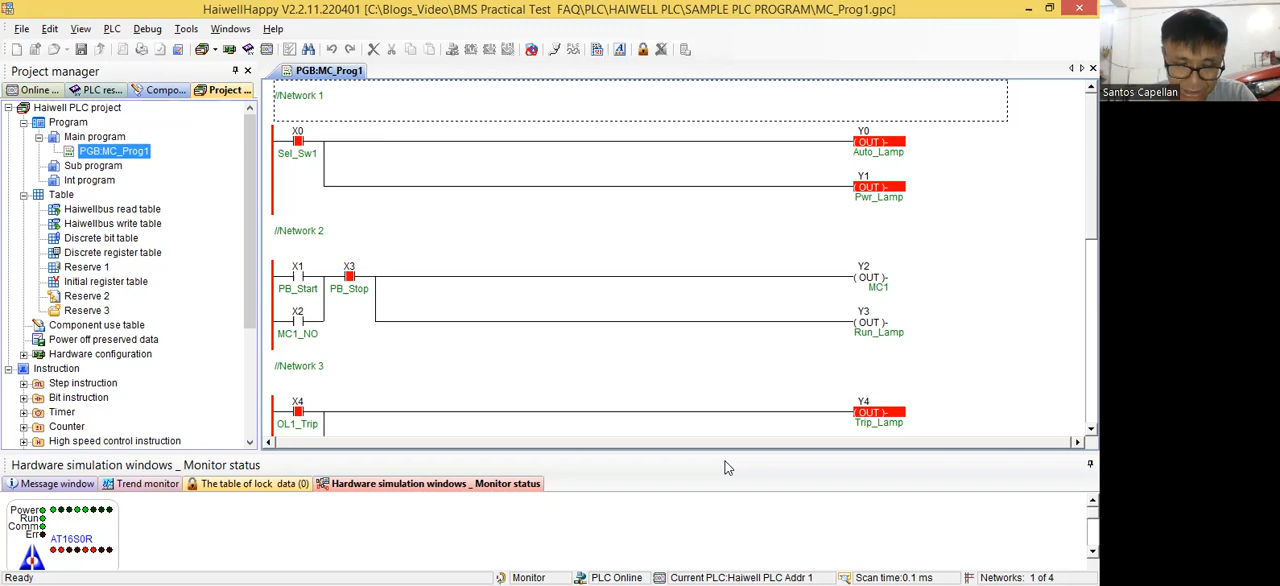 HaiwellHappy V2.2.11.220401 [C:\Blogs_Video\BMS Practical Test  FAQ\PLC\HAIWELL PLC\SAMPLE PLC PROGRAM\MC_Prog1.gpc]
File Edit View PLC Debug Tools Windows Help
Project manager
PGB:MC_Prog1
Online ... PLC res... Compo... Project ...
Haiwell PLC project
Program
Main program
PGB:MC_Prog1
Sub program
Int program
Table
Haiwellbus read table
Haiwellbus write table
Discrete bit table
Discrete register table
Reserve 1
Initial register table
Reserve 2
Reserve 3
Component use table
Power off preserved data
Hardware configuration
Instruction
Step instruction
Bit instruction
Timer
Counter
High speed control instruction
//Network 1
X0 Y0
( OUT )-
Sel_Sw1 Auto_Lamp
Y1
( OUT )-
Pwr_Lamp
//Network 2
X1 X3 Y2
( OUT )-
PB_Start PB_Stop MC1
X2 Y3
( OUT )-
MC1_NO Run_Lamp
//Network 3
X4 Y4
( OUT )-
OL1_Trip Trip_Lamp
Santos Capellan
Hardware simulation windows _ Monitor status
Message window Trend monitor The table of lock  data (0) Hardware simulation windows _ Monitor status
Power
Run
Comm
Err
AT16S0R
Ready Monitor PLC Online Current PLC:Haiwell PLC Addr 1 Scan time:0.1 ms Networks: 1 of 4